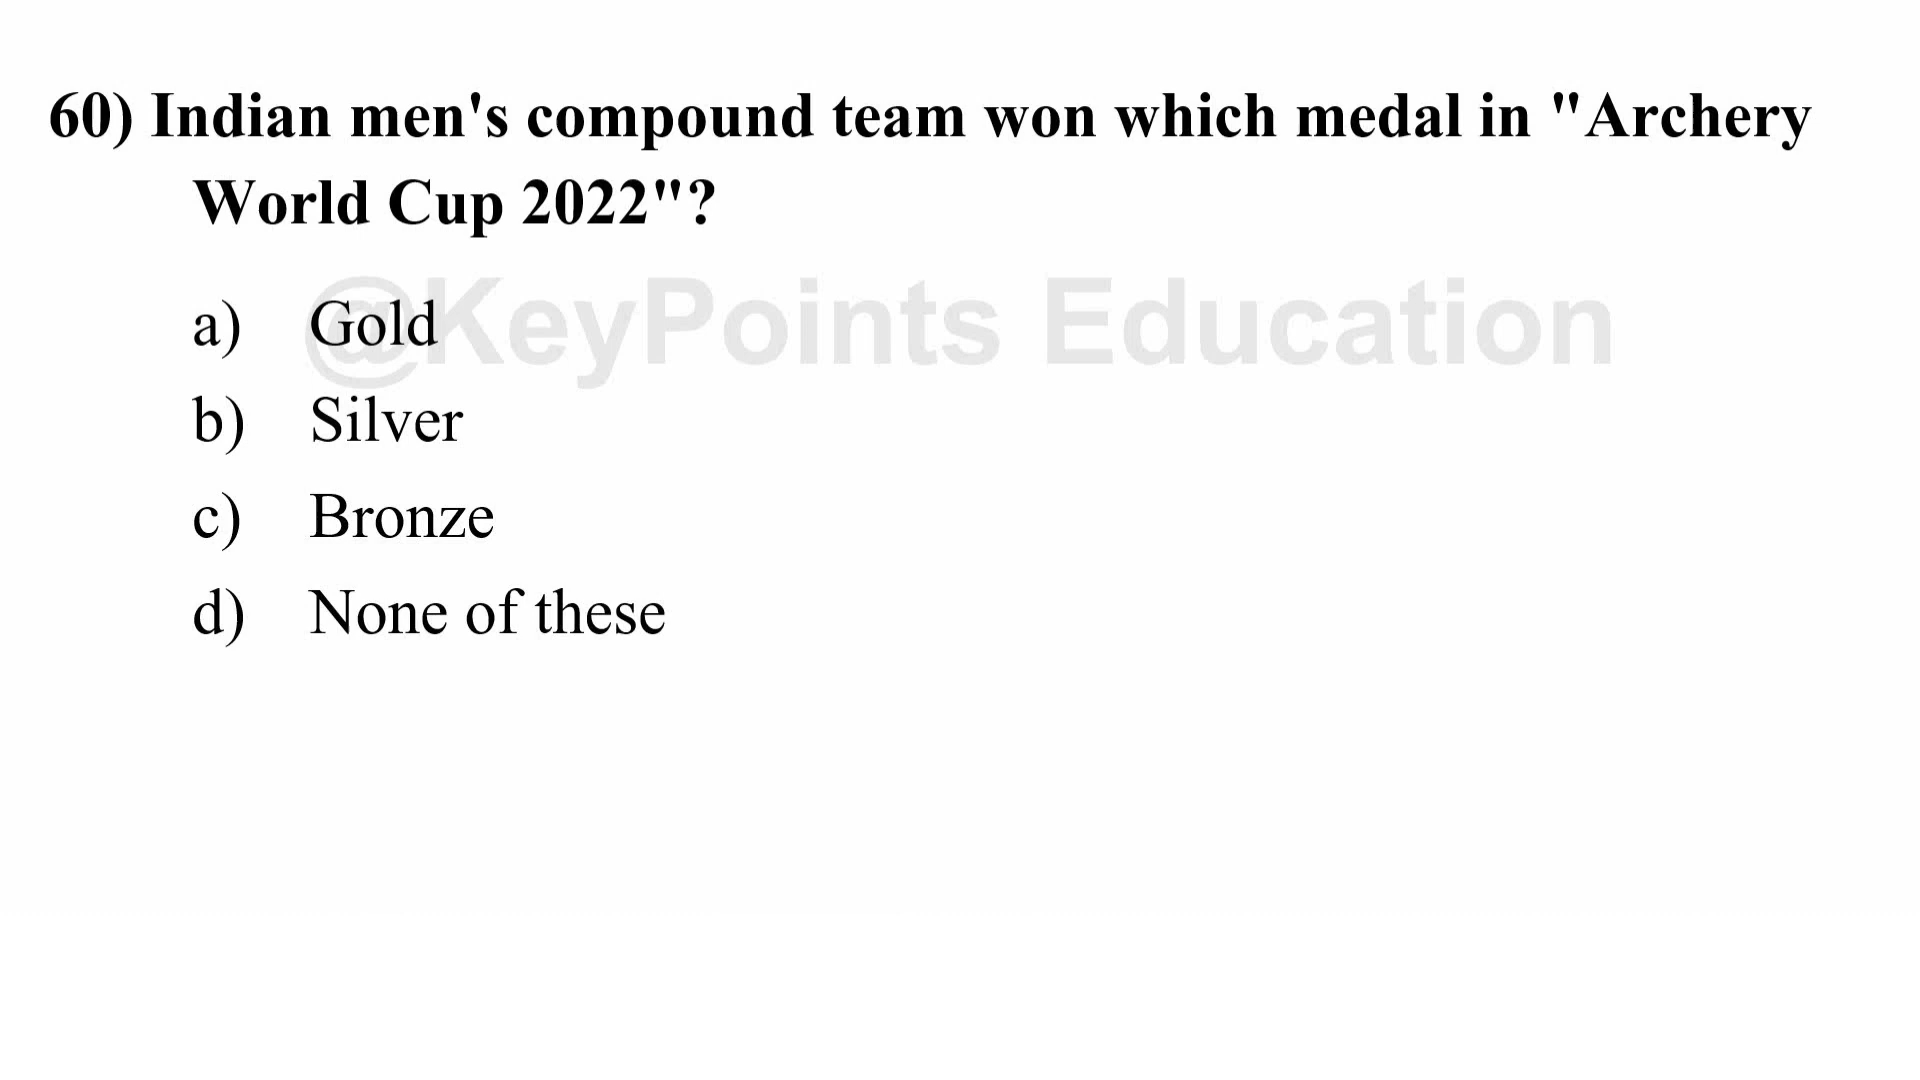 60) Indian men's compound team won which medal in "Archery
World Cup 2022"?
@KeyPoints Education
a) Gold
b) Silver
c) Bronze
d) None of these